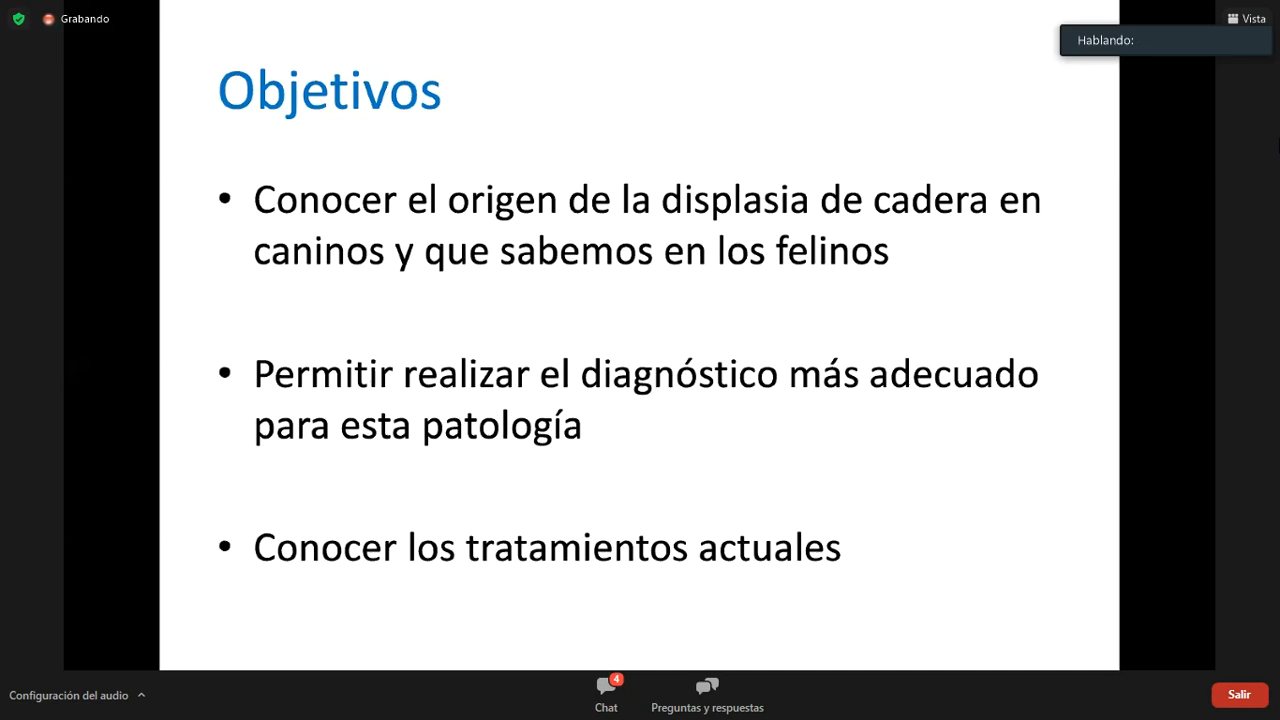 Grabando
Vista
Hablando:
Objetivos
• Conocer el origen de la displasia de cadera en
caninos y que sabemos en los felinos
• Permitir realizar el diagnóstico más adecuado
para esta patología
• Conocer los tratamientos actuales
Configuración del audio
4
Chat
Preguntas y respuestas
Salir